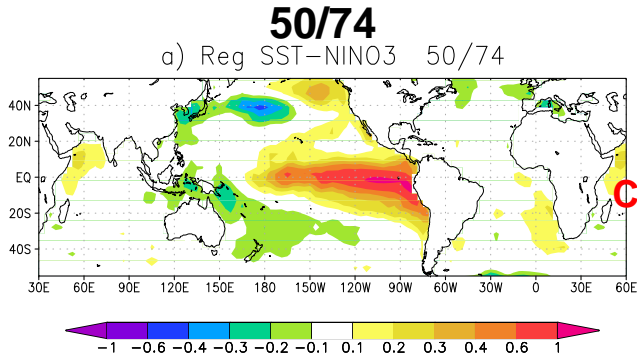 50/74
a) Reg SST-NINO3 50/74
40N
20N
EQ
20S
40S
C
30E 60E 90E 120E 150E 180 150W 120W 90W 60W 30W 0 30E 60E
-1 -0.6 -0.4 -0.3 -0.2 -0.1 0.1 0.2 0.3 0.4 0.6 1